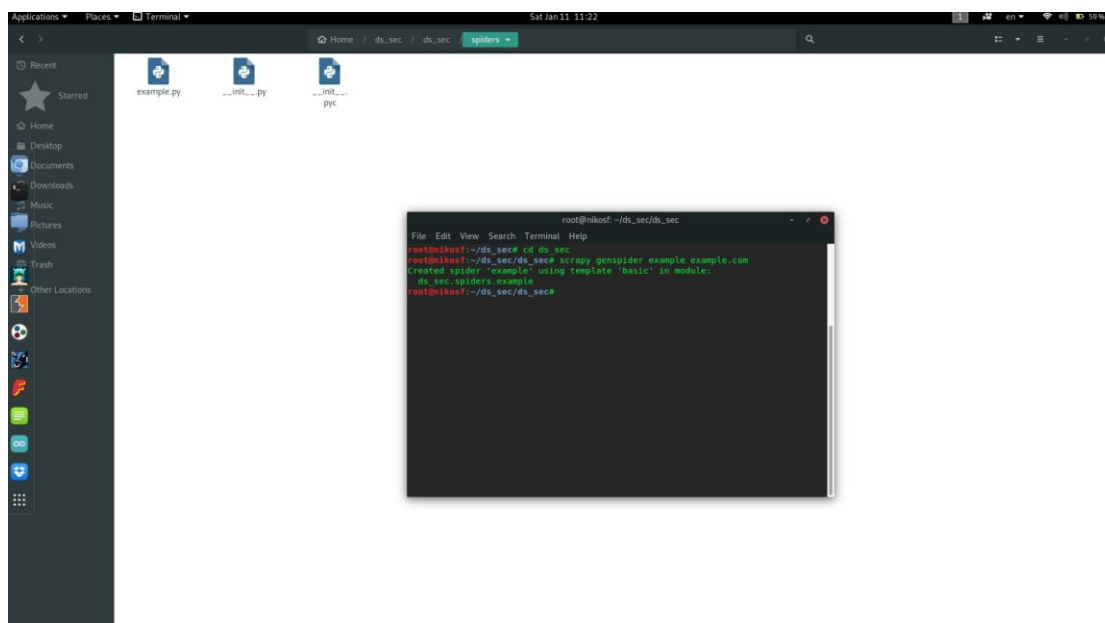 Applications Places Terminal Sat Jan 11 11:22 1 en 59 %
Home / ds_sec / ds_sec / spiders
Recent
Starred
Home
Desktop
Documents
Downloads
Music
Pictures
Videos
Trash
+ Other Locations
example.py
__init__.py
__init__.
pyc
root@nikosf: ~/ds_sec/ds_sec
File Edit View Search Terminal Help
root@nikosf:~/ds_sec# cd ds_sec
root@nikosf:~/ds_sec/ds_sec# scrapy genspider example example.com
Created spider 'example' using template 'basic' in module:
  ds_sec.spiders.example
root@nikosf:~/ds_sec/ds_sec#